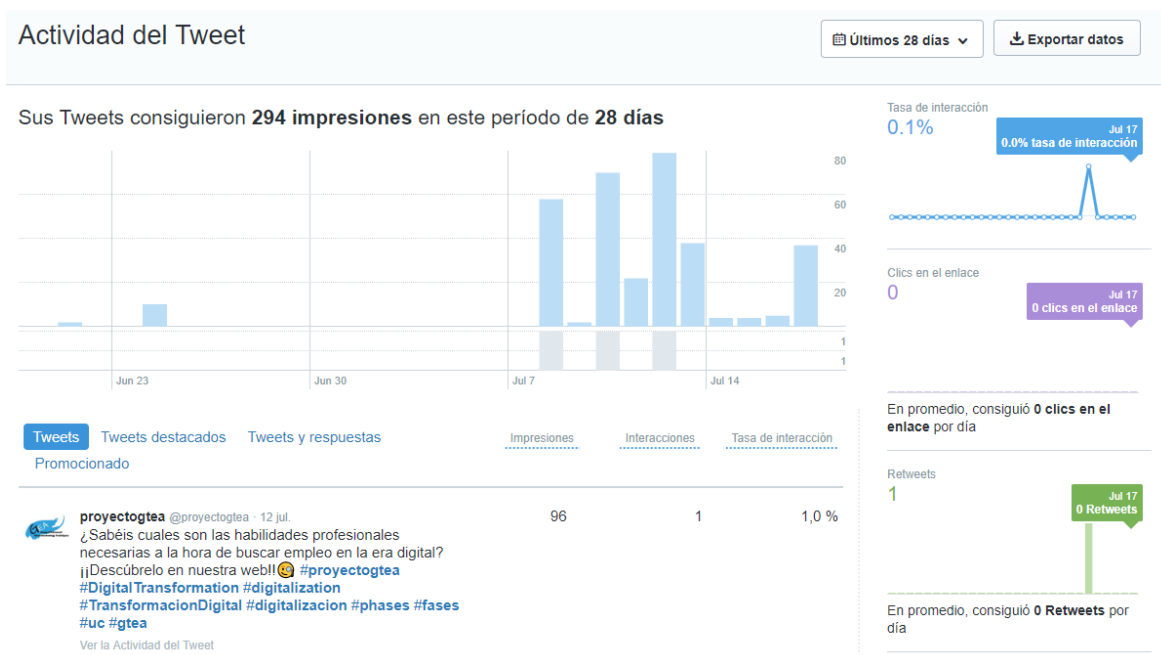 Actividad del Tweet
Últimos 28 días
Exportar datos
Sus Tweets consiguieron 294 impresiones en este período de 28 días
80
60
40
20
1
1
Jun 23
Jun 30
Jul 7
Jul 14
Tweets
Tweets destacados
Tweets y respuestas
Promocionado
Impresiones
Interacciones
Tasa de interacción
proyectogtea @proyectogtea · 12 jul.
¿Sabéis cuales son las habilidades profesionales
necesarias a la hora de buscar empleo en la era digital?
¡¡Descúbrelo en nuestra web!!🧐 #proyectogtea
#DigitalTransformation #digitalization
#TransformacionDigital #digitalizacion #phases #fases
#uc #gtea
Ver la Actividad del Tweet
96
1
1,0 %
Tasa de interacción
0.1%
Jul 17
0.0% tasa de interacción
Clics en el enlace
0
Jul 17
0 clics en el enlace
En promedio, consiguió 0 clics en el
enlace por día
Retweets
1
Jul 17
0 Retweets
En promedio, consiguió 0 Retweets por
día